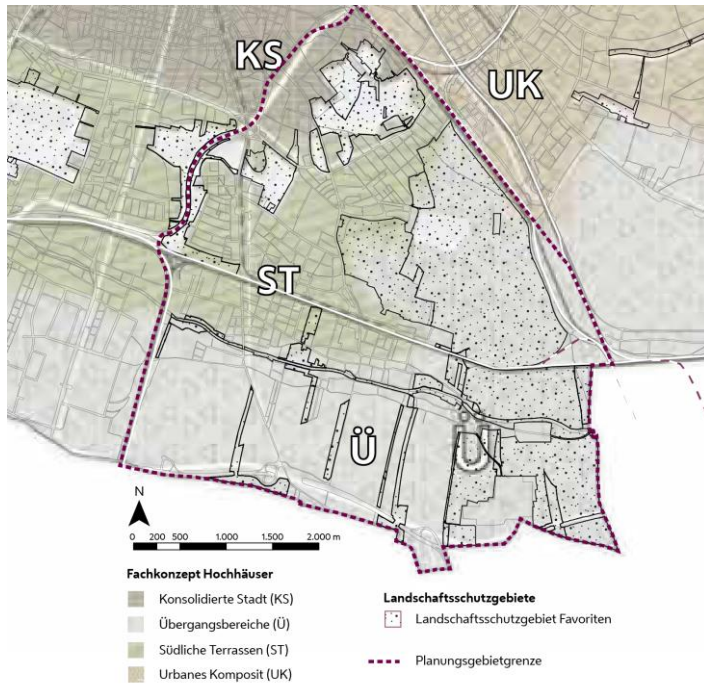 KS
UK
ST
Ü
Ü
N
0 200 500 1.000 1.500 2.000 m
Fachkonzept Hochhäuser
Konsolidierte Stadt (KS)
Übergangsbereiche (Ü)
Südliche Terrassen (ST)
Urbanes Komposit (UK)
Landschaftsschutzgebiete
Landschaftsschutzgebiet Favoriten
Planungsgebietgrenze